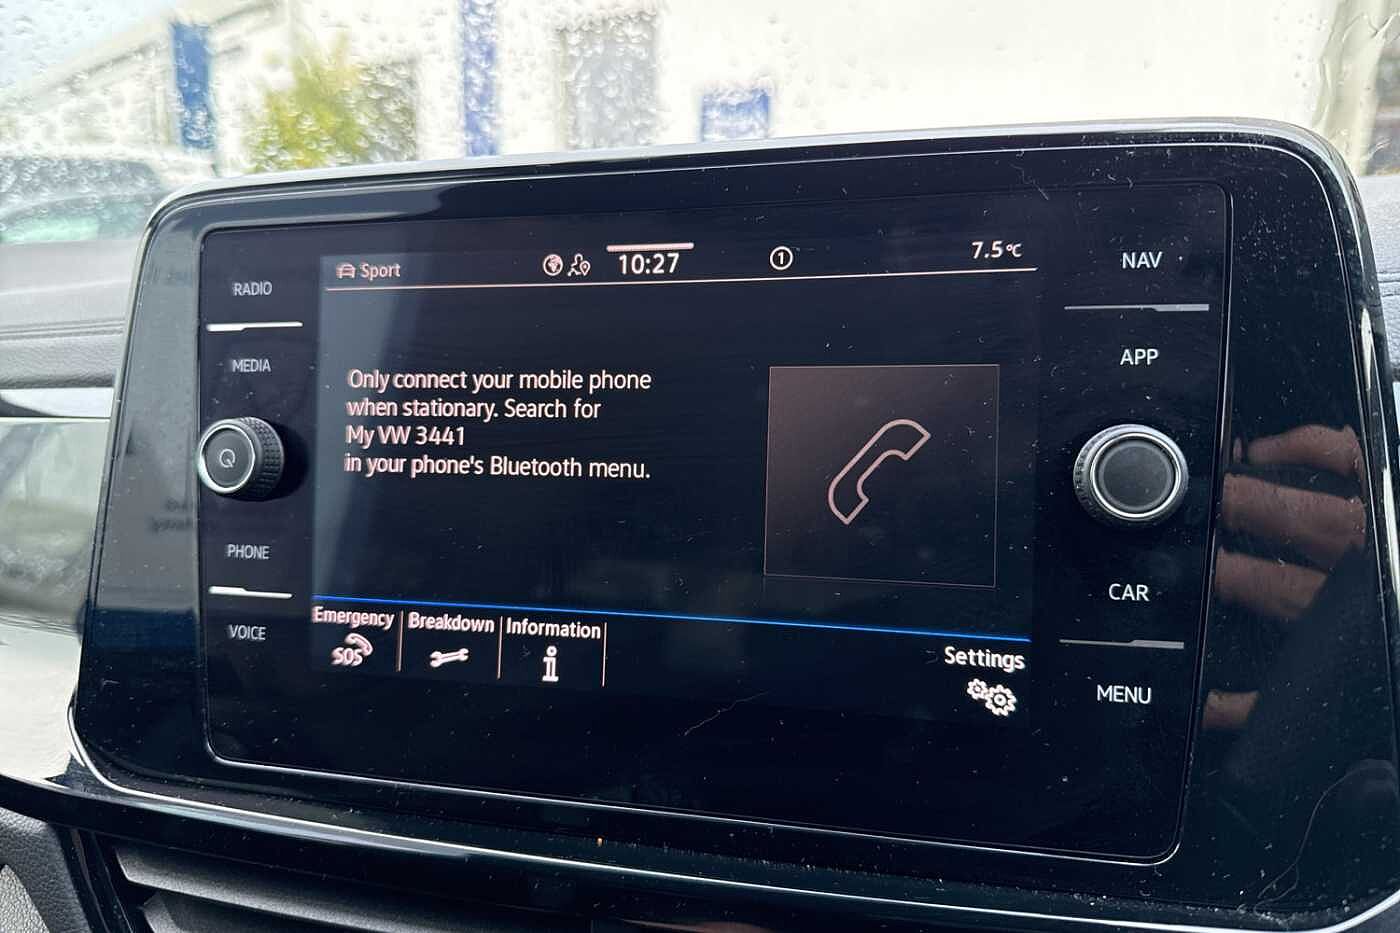 Sport
10:27
1
7.5°C
RADIO
MEDIA
PHONE
VOICE
Only connect your mobile phone
when stationary. Search for
My VW 3441
in your phone's Bluetooth menu.
Emergency
SOS
Breakdown
Information
i
Settings
NAV
APP
CAR
MENU